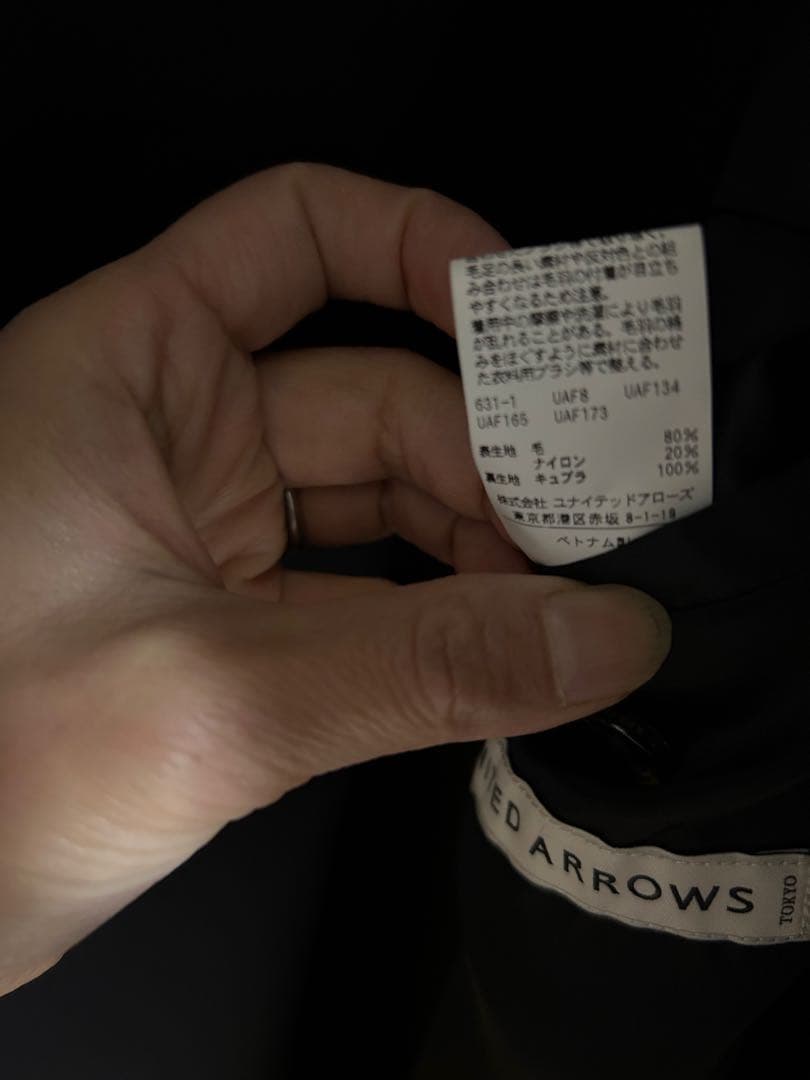 毛足の長い素材や反対色との組
み合わせは毛羽の付着が目立ち
やすくなるため注意。
着用中の摩擦や洗濯により毛羽
が乱れることがある。毛羽の絡
みをほぐすように素材に合わせ
た衣料用ブラシ等で整える。
631-1 UAF8 UAF134
UAF165 UAF173
表生地 毛 80%
ナイロン 20%
裏生地 キュプラ 100%
株式会社 ユナイテッドアローズ
東京都港区赤坂 8-1-19
ベトナム製
ITED ARROWS
TOKYO